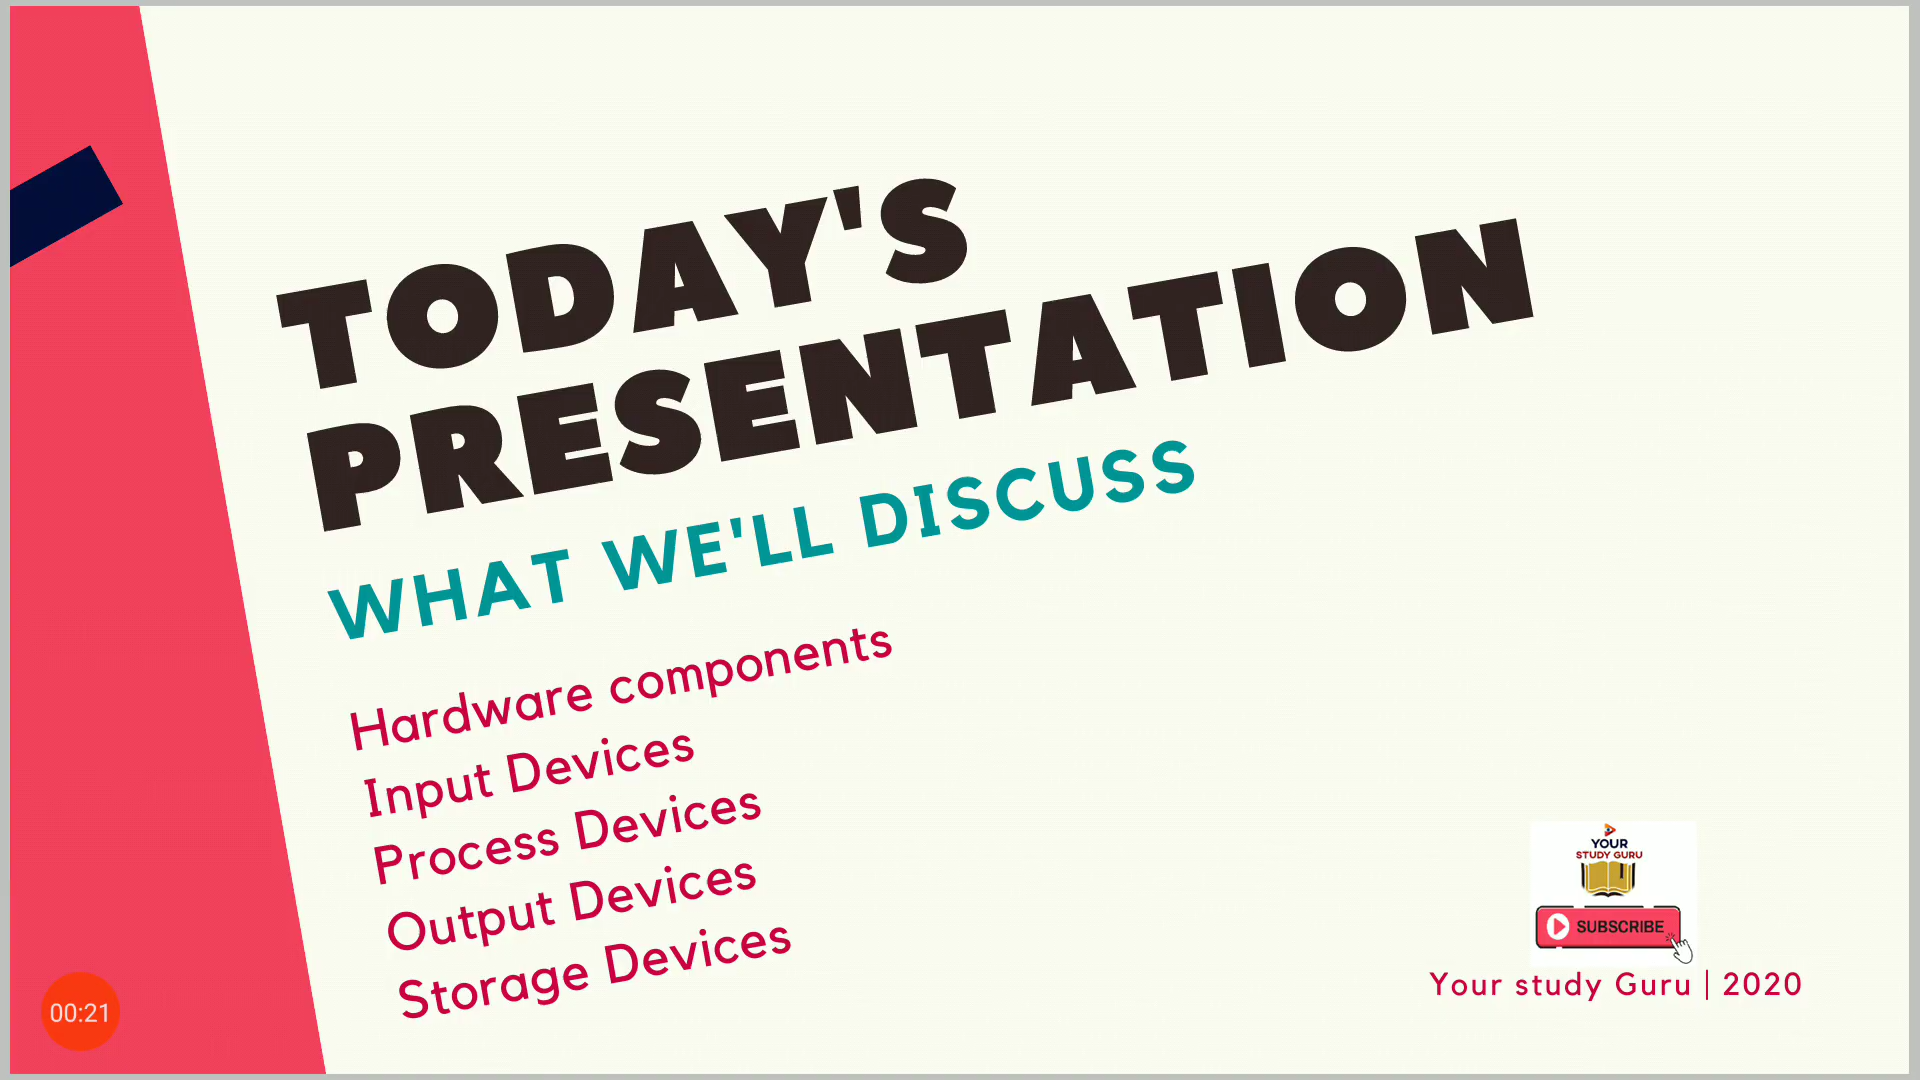 TODAY'S
PRESENTATION
WHAT WE'LL DISCUSS
Hardware components
Input Devices
Process Devices
Output Devices
Storage Devices
YOUR
STUDY GURU
SUBSCRIBE
Your study Guru | 2020
00:21